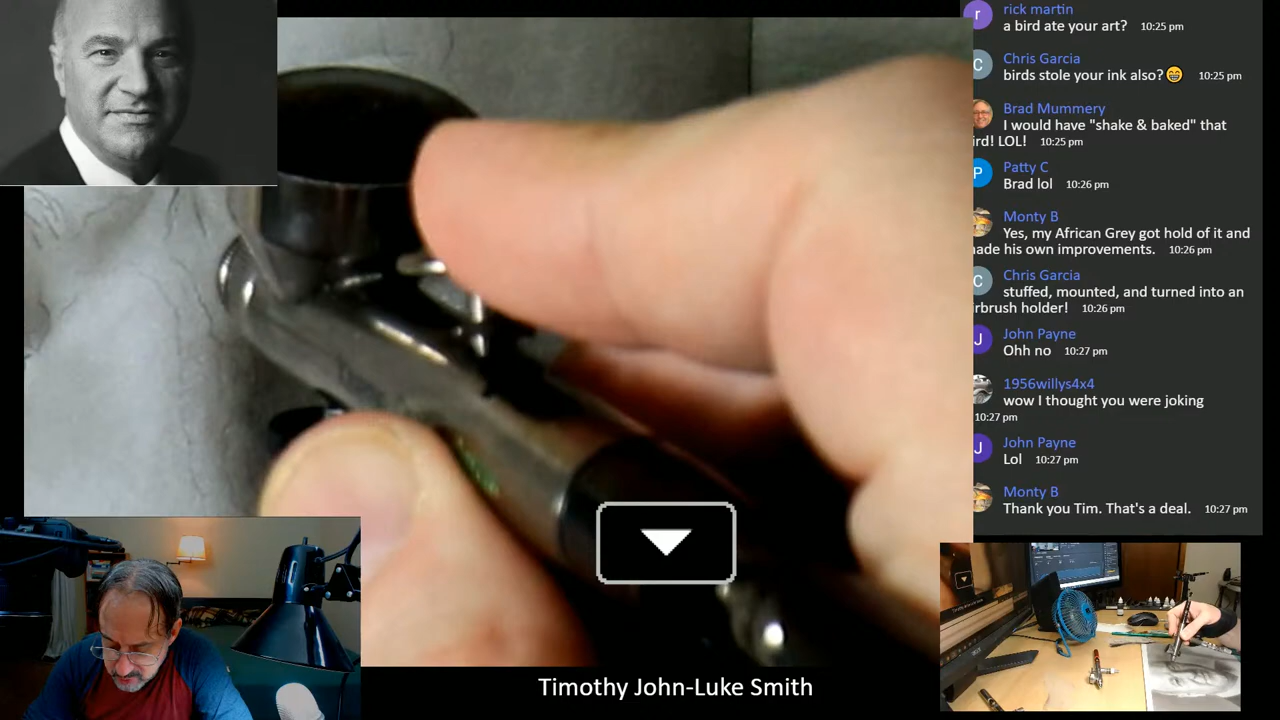 rick martin
a bird ate your art? 10:25 pm
Chris Garcia
birds stole your ink also?😁 10:25 pm
Brad Mummery
I would have "shake & baked" that
ird! LOL! 10:25 pm
Patty C
Brad lol 10:26 pm
Monty B
Yes, my African Grey got hold of it and
ade his own improvements. 10:26 pm
Chris Garcia
stuffed, mounted, and turned into an
irbrush holder! 10:26 pm
John Payne
Ohh no 10:27 pm
1956willys4x4
wow I thought you were joking
10:27 pm
John Payne
Lol 10:27 pm
Monty B
Thank you Tim. That's a deal. 10:27 pm
Timothy John-Luke Smith